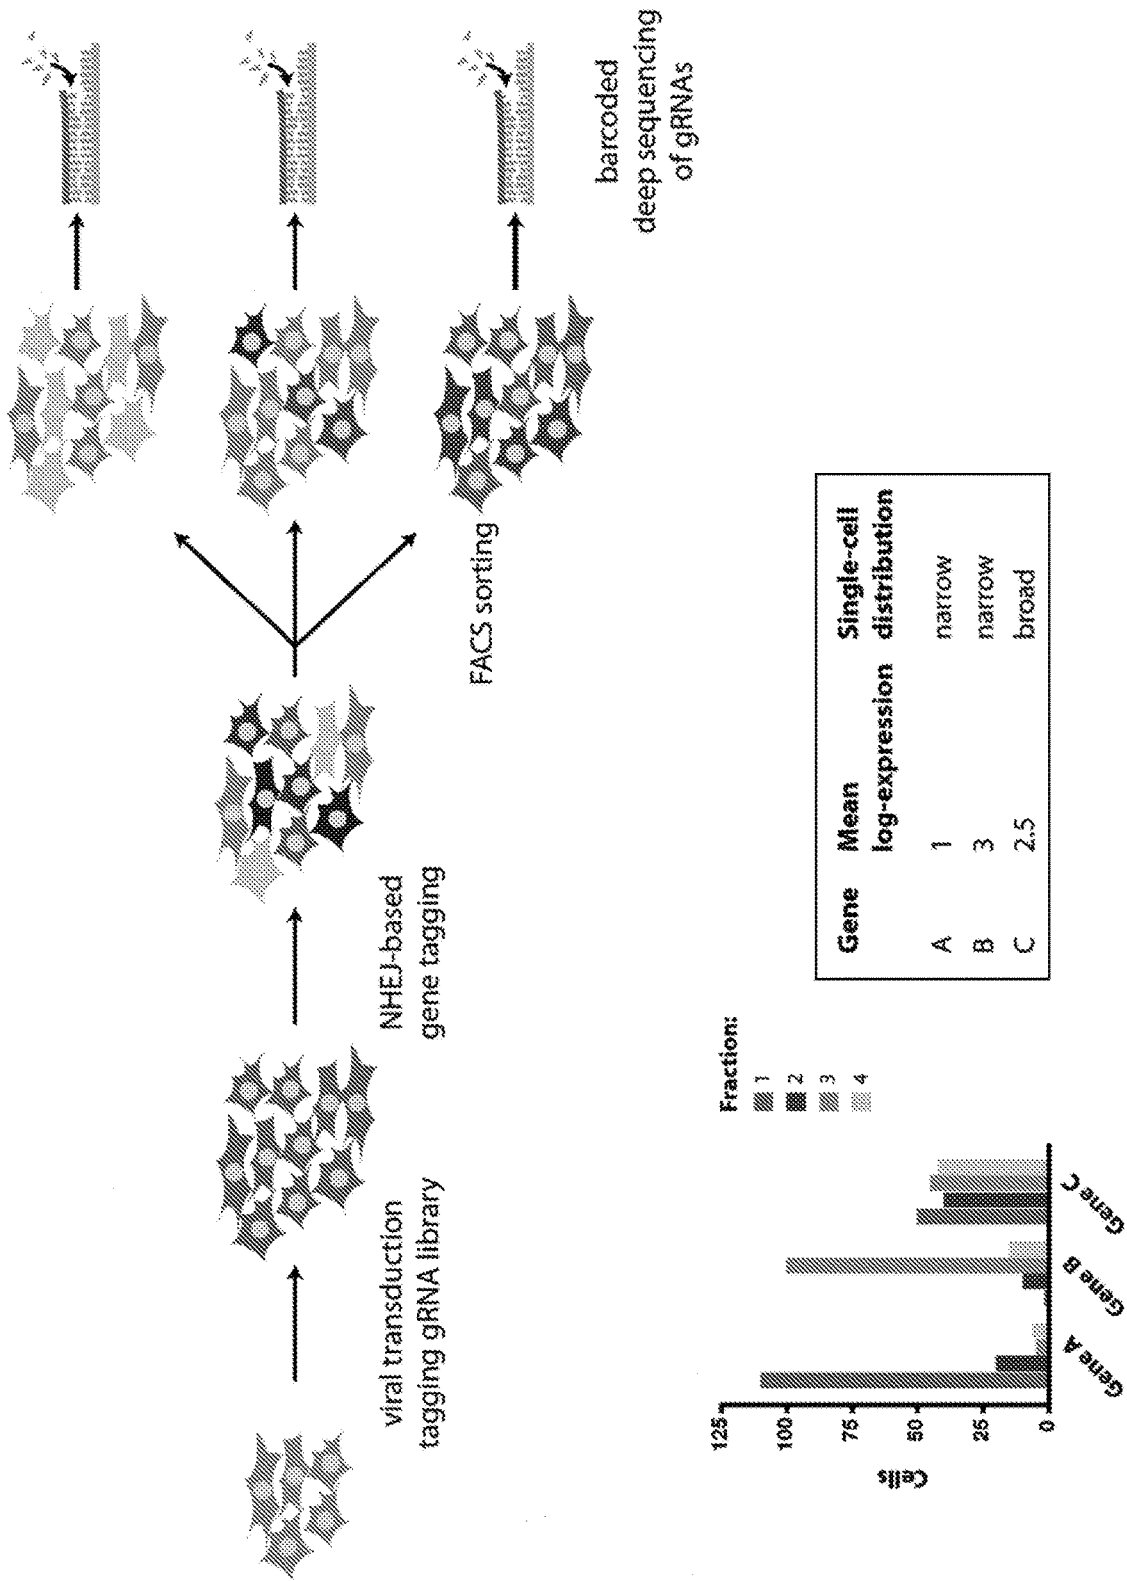 viral transduction
tagging gRNA library
NHEJ-based
gene tagging
FACS sorting
barcoded
deep sequencing
of gRNAs
Cells
125
100
75
50
25
0
Gene A
Gene B
Gene C
Fraction:
1
2
3
4
Gene Mean Single-cell
log-expression distribution
A 1 narrow
B 3 narrow
C 2.5 broad